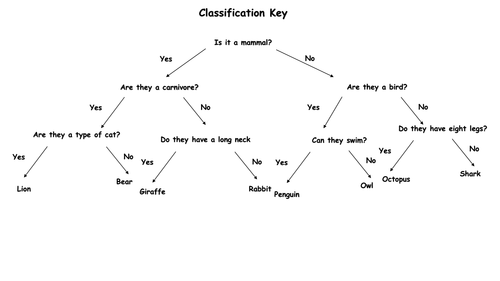 Classification Key
Is it a mammal?
Yes
No
Are they a carnivore?
Are they a bird?
Yes
No
Yes
No
Are they a type of cat?
Do they have a long neck
Can they swim?
Do they have eight legs?
Yes
No
Yes
No
Yes
No
Yes
No
Lion
Bear
Giraffe
Rabbit
Penguin
Owl
Octopus
Shark